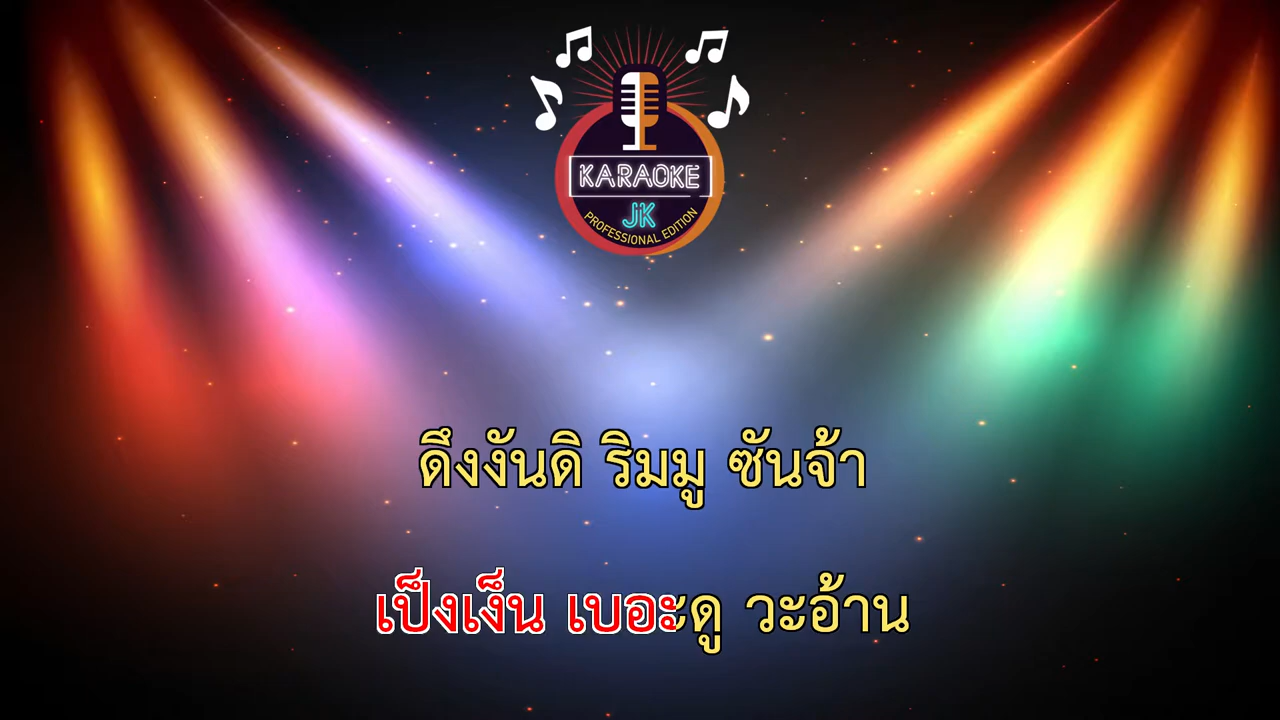 KARAOKE
JK
PROFESSIONAL EDITION
ดึงงันดิ ริมมู ซันจ้า
เป็งเง็น เบอะดู วะอ้าน